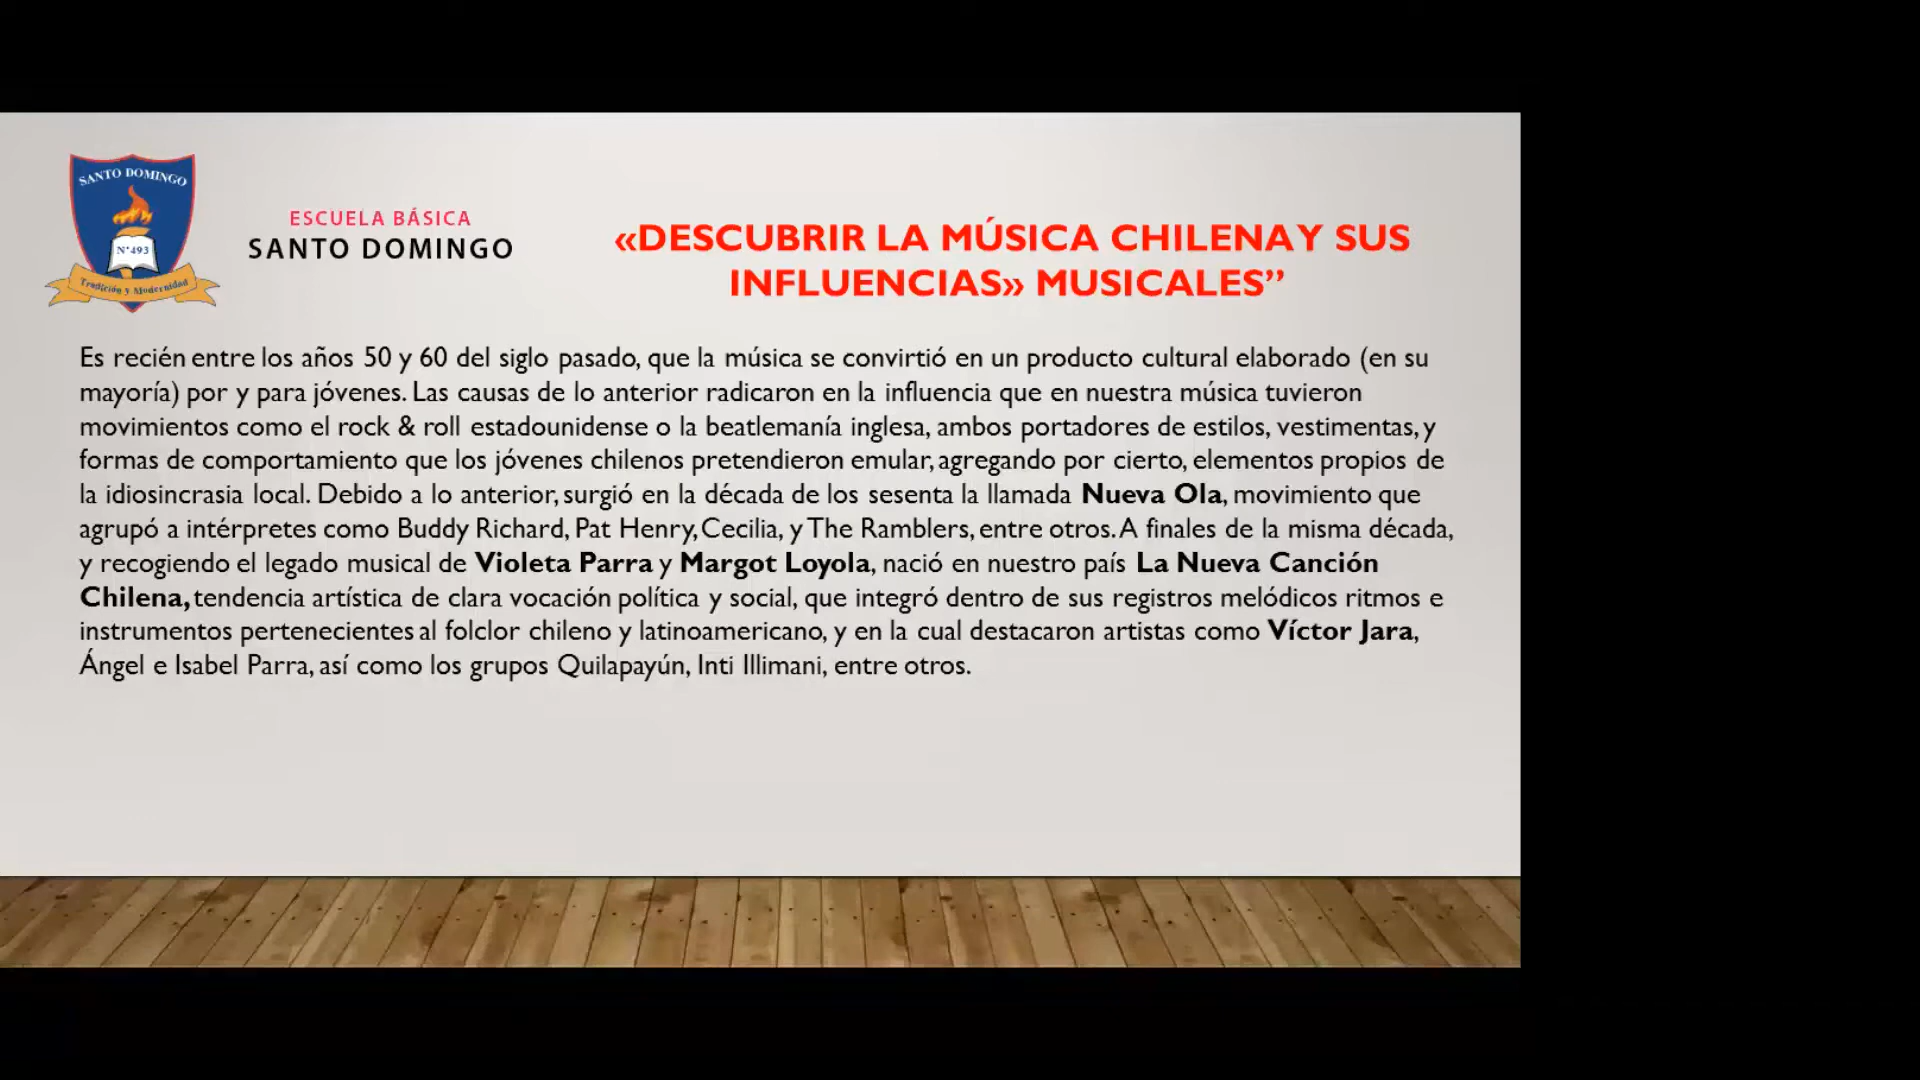 SANTO DOMINGO
N°493
Tradición y Modernidad
ESCUELA BÁSICA
SANTO DOMINGO
«DESCUBRIR LA MÚSICA CHILENA Y SUS
INFLUENCIAS» MUSICALES”
Es recién entre los años 50 y 60 del siglo pasado, que la música se convirtió en un producto cultural elaborado (en su
mayoría) por y para jóvenes. Las causas de lo anterior radicaron en la influencia que en nuestra música tuvieron
movimientos como el rock & roll estadounidense o la beatlemanía inglesa, ambos portadores de estilos, vestimentas, y
formas de comportamiento que los jóvenes chilenos pretendieron emular, agregando por cierto, elementos propios de
la idiosincrasia local. Debido a lo anterior, surgió en la década de los sesenta la llamada Nueva Ola, movimiento que
agrupó a intérpretes como Buddy Richard, Pat Henry, Cecilia, y The Ramblers, entre otros. A finales de la misma década,
y recogiendo el legado musical de Violeta Parra y Margot Loyola, nació en nuestro país La Nueva Canción
Chilena, tendencia artística de clara vocación política y social, que integró dentro de sus registros melódicos ritmos e
instrumentos pertenecientes al folclor chileno y latinoamericano, y en la cual destacaron artistas como Víctor Jara,
Ángel e Isabel Parra, así como los grupos Quilapayún, Inti Illimani, entre otros.